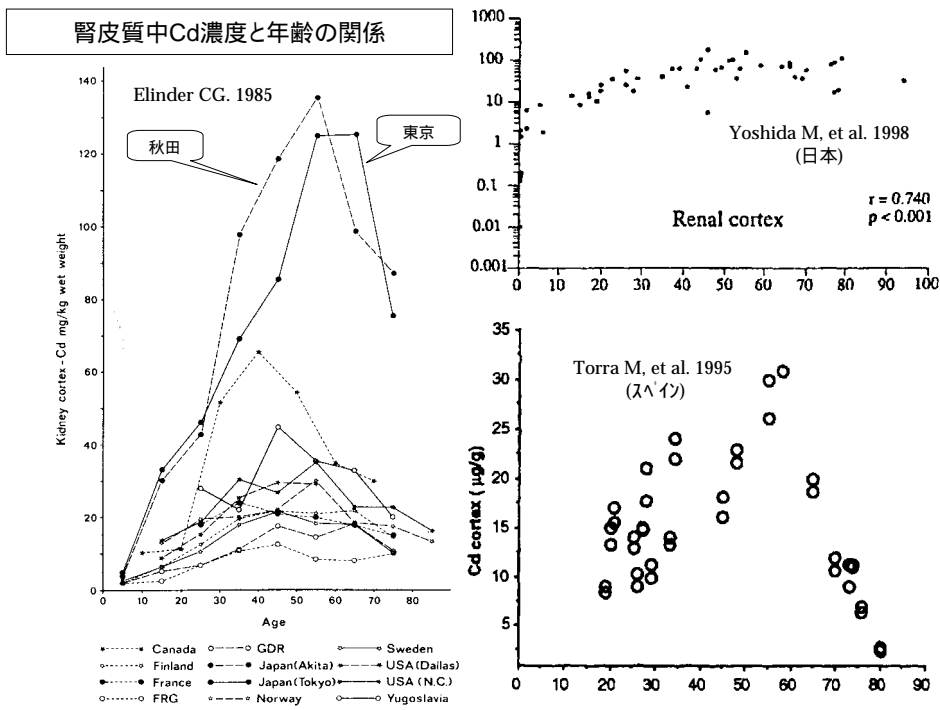 腎皮質中Cd濃度と年齢の関係
Elinder CG. 1985
秋田
東京
Kidney cortex - Cd mg/kg wet weight
140
120
100
80
60
40
20
0
10 20 30 40 50 60 70 80
Age
Canada GDR Sweden
Finland Japan(Akita) USA(Dallas)
France Japan(Tokyo) USA (N.C.)
FRG Norway Yugoslavia
1000
100
10
1
0.1
0.01
0.001
Yoshida M, et al. 1998
(日本)
r = 0.740
p < 0.001
Renal cortex
0 10 20 30 40 50 60 70 80 90 100
Torra M, et al. 1995
(スペイン)
Cd cortex (μg/g)
35
30
25
20
15
10
5
0 10 20 30 40 50 60 70 80 90